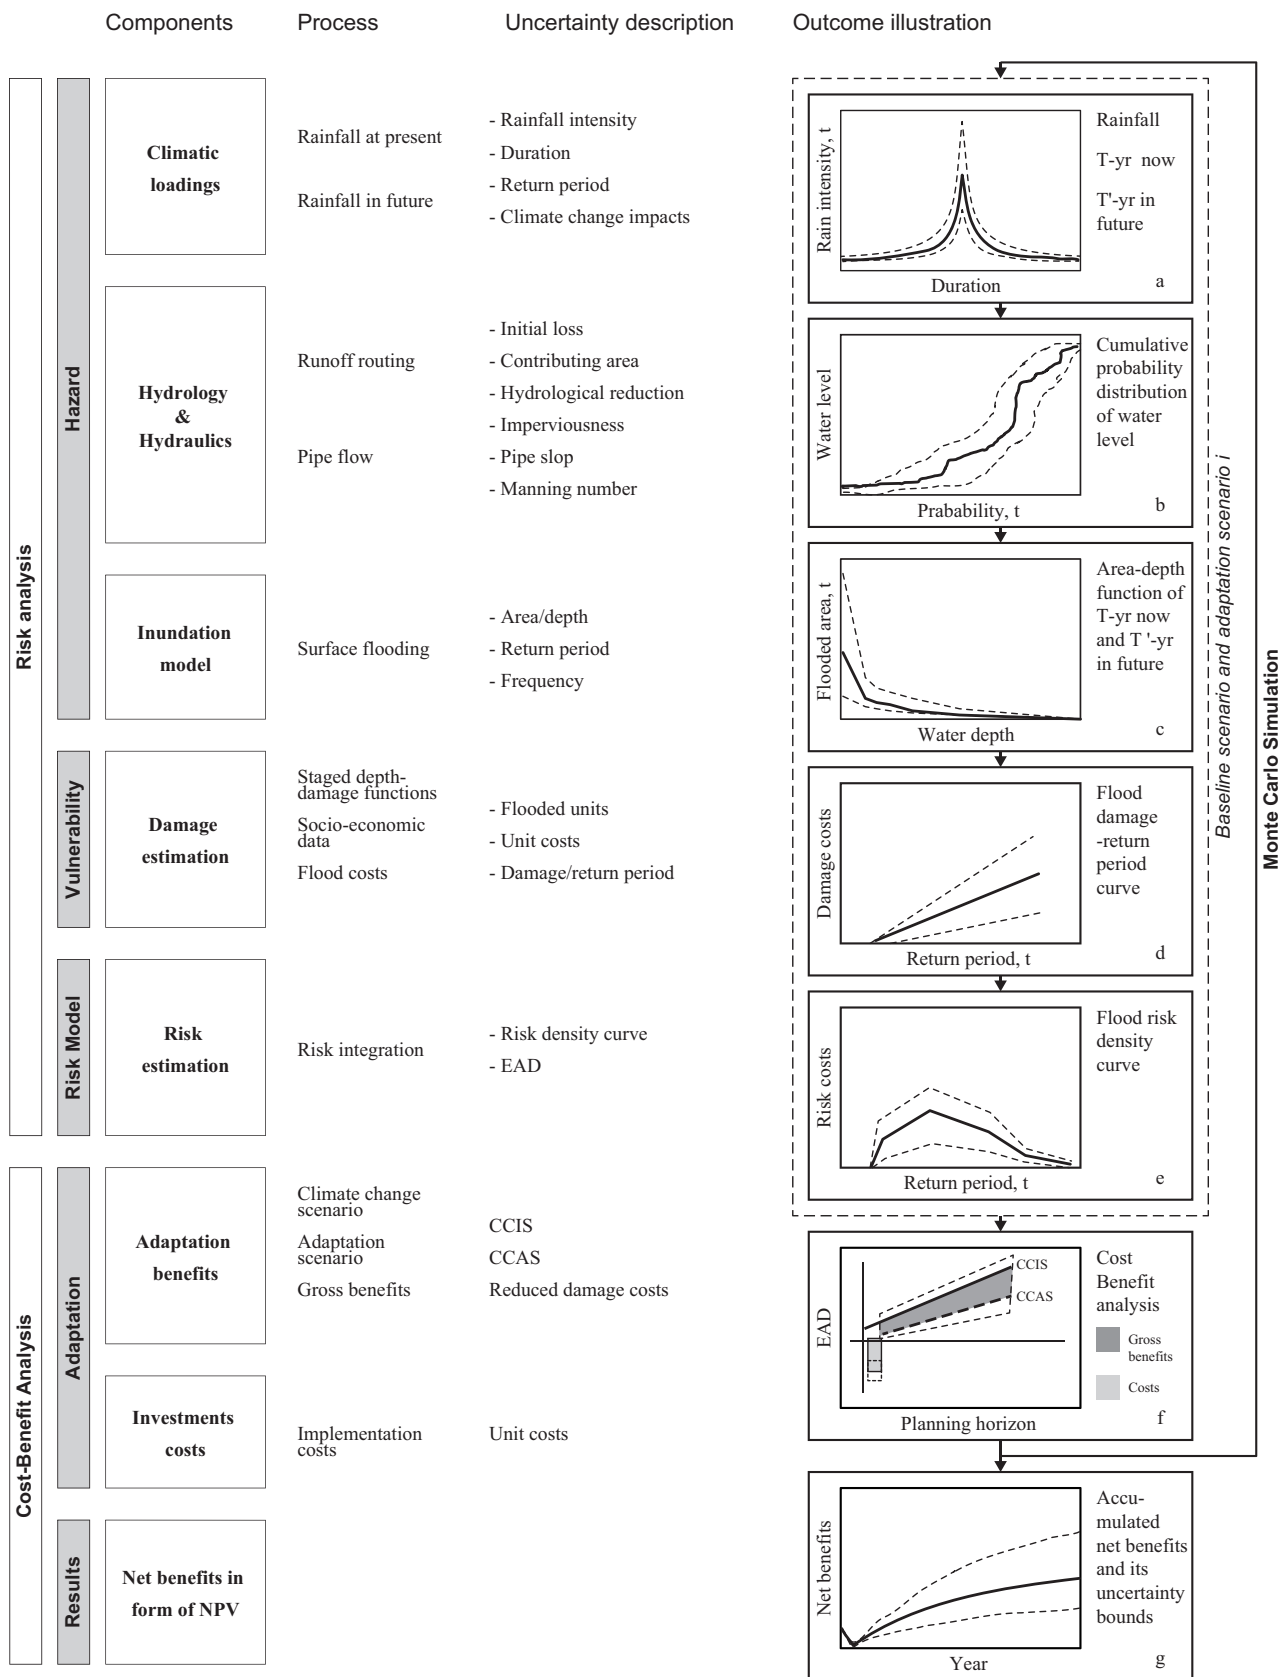 Components
Process
Uncertainty description
Outcome illustration
Risk analysis
Cost-Benefit Analysis
Hazard
Vulnerability
Risk Model
Adaptation
Results
Climatic
loadings
Rainfall at present
Rainfall in future
- Rainfall intensity
- Duration
- Return period
- Climate change impacts
Rain intensity, t
Duration
Rainfall
T-yr now
T'-yr in
future
a
Hydrology
&
Hydraulics
Runoff routing
Pipe flow
- Initial loss
- Contributing area
- Hydrological reduction
- Imperviousness
- Pipe slop
- Manning number
Water level
Prabability, t
Cumulative
probability
distribution
of water
level
b
Inundation
model
Surface flooding
- Area/depth
- Return period
- Frequency
Flooded area, t
Water depth
Area-depth
function of
T-yr now
and T '-yr
in future
c
Damage
estimation
Staged depth-
damage functions
Socio-economic
data
Flood costs
- Flooded units
- Unit costs
- Damage/return period
Damage costs
Return period, t
Flood
damage
-return
period
curve
d
Risk
estimation
Risk integration
- Risk density curve
- EAD
Risk costs
Return period, t
Flood risk
density
curve
e
Baseline scenario and adaptation scenario i
Monte Carlo Simulation
Adaptation
benefits
Climate change
scenario
Adaptation
scenario
Gross benefits
CCIS
CCAS
Reduced damage costs
EAD
CCIS
CCAS
Planning horizon
Cost
Benefit
analysis
Gross
benefits
Costs
f
Investments
costs
Implementation
costs
Unit costs
Net benefits in
form of NPV
Net benefits
Year
Accu-
mulated
net benefits
and its
uncertainty
bounds
g